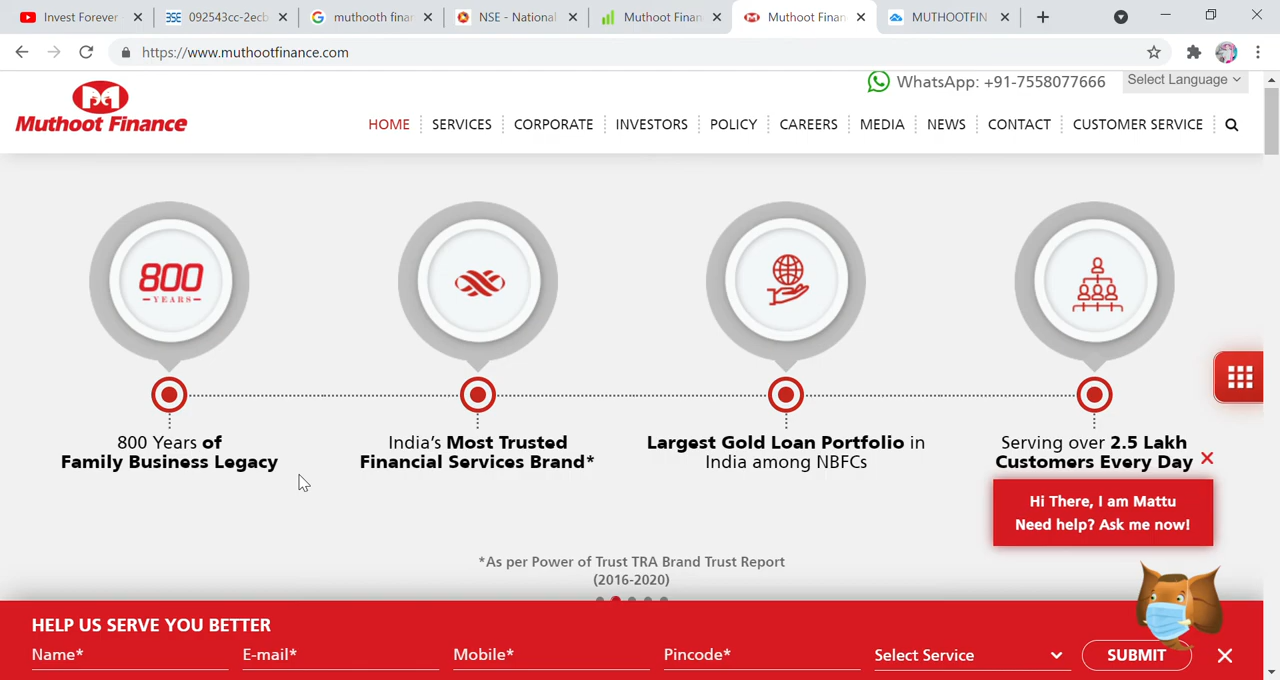 Invest Forever
092543cc-2ecb
muthooth finan
NSE - National
Muthoot Finan
Muthoot Finan
MUTHOOTFIN
https://www.muthootfinance.com
WhatsApp: +91-7558077666
Select Language
Muthoot Finance
HOME
SERVICES
CORPORATE
INVESTORS
POLICY
CAREERS
MEDIA
NEWS
CONTACT
CUSTOMER SERVICE
800
YEARS
800 Years of
Family Business Legacy
India's Most Trusted
Financial Services Brand*
Largest Gold Loan Portfolio in
India among NBFCs
Serving over 2.5 Lakh
Customers Every Day
Hi There, I am Mattu
Need help? Ask me now!
*As per Power of Trust TRA Brand Trust Report
(2016-2020)
HELP US SERVE YOU BETTER
Name*
E-mail*
Mobile*
Pincode*
Select Service
SUBMIT